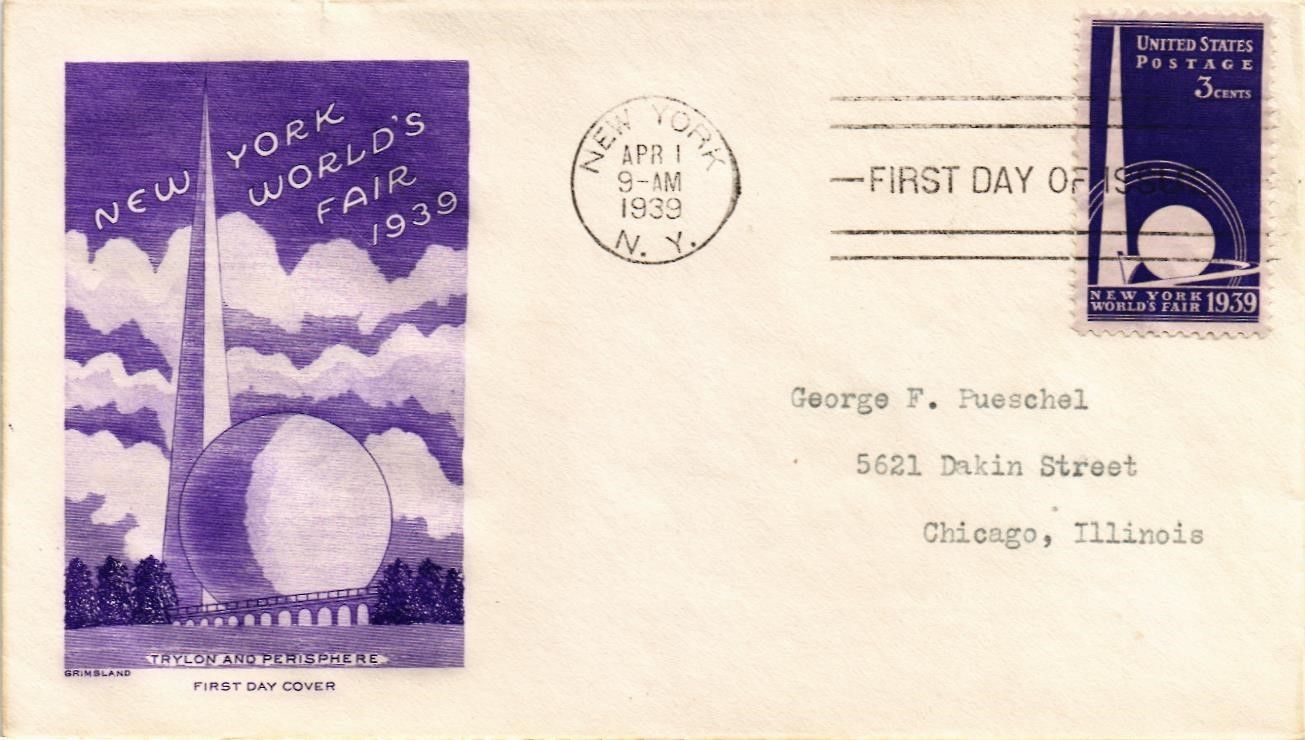 NEW YORK
WORLD'S
FAIR
1939
TRYLON AND PERISPHERE
GRIMSLAND
FIRST DAY COVER
NEW YORK
APR 1
9-AM
1939
N. Y.
FIRST DAY OF ISSUE
UNITED STATES
POSTAGE
3 CENTS
NEW YORK
WORLD'S FAIR 1939
George F. Pueschel
5621 Dakin Street
Chicago, Illinois